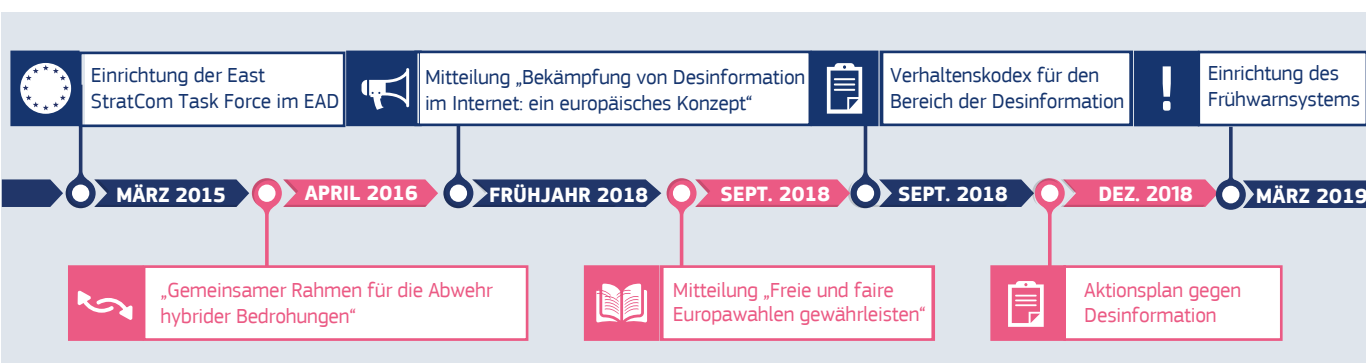 Einrichtung der East
StratCom Task Force im EAD
Mitteilung „Bekämpfung von Desinformation
im Internet: ein europäisches Konzept“
Verhaltenskodex für den
Bereich der Desinformation
!
Einrichtung des
Frühwarnsystems
MÄRZ 2015
APRIL 2016
FRÜHJAHR 2018
SEPT. 2018
SEPT. 2018
DEZ. 2018
MÄRZ 2019
„Gemeinsamer Rahmen für die Abwehr
hybrider Bedrohungen“
Mitteilung „Freie und faire
Europawahlen gewährleisten“
Aktionsplan gegen
Desinformation